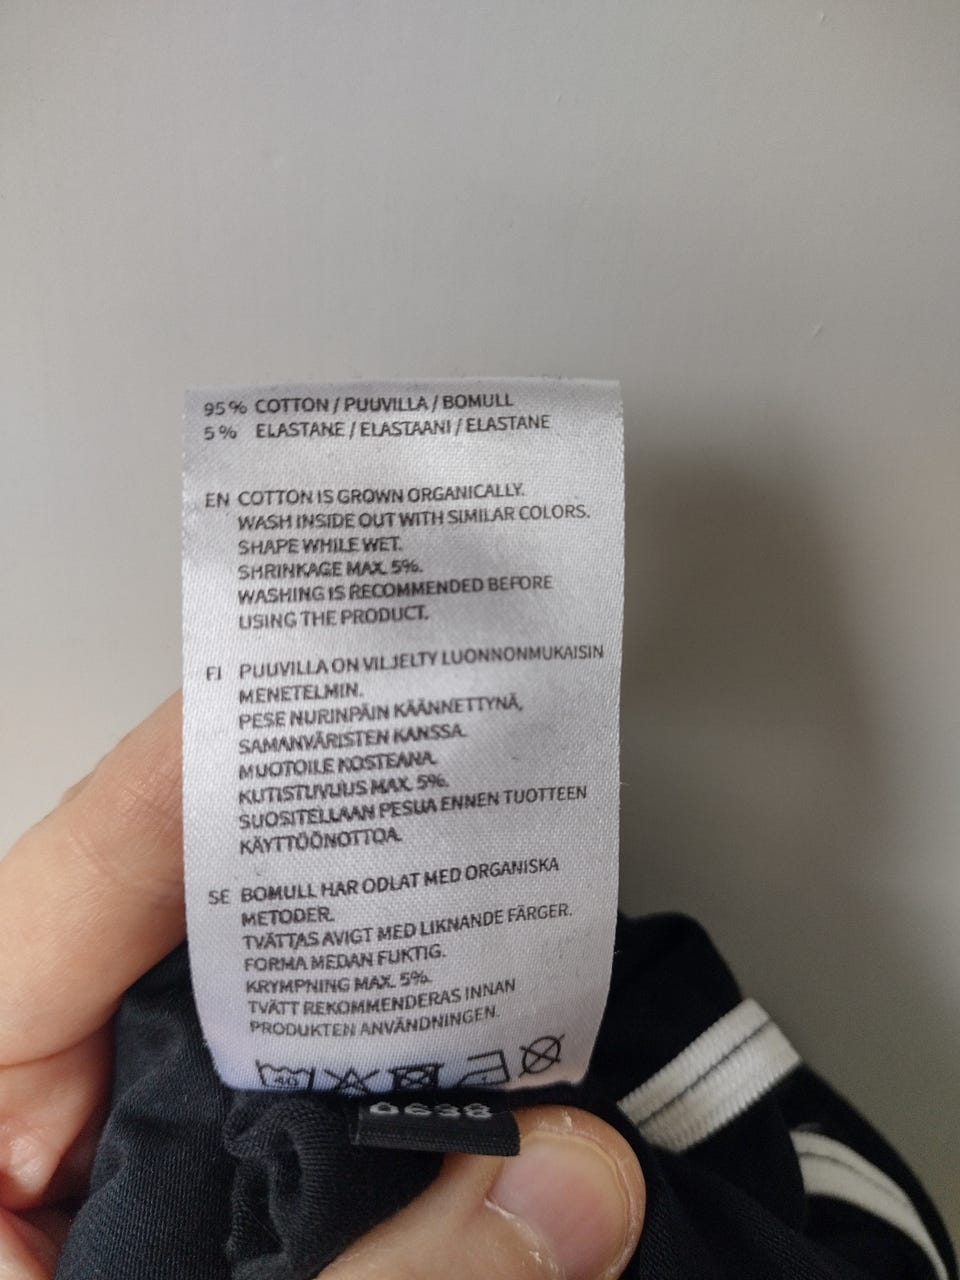 95% COTTON / PUUVILLA / BOMULL
5% ELASTANE / ELASTAANI / ELASTANE
EN COTTON IS GROWN ORGANICALLY.
WASH INSIDE OUT WITH SIMILAR COLORS.
SHAPE WHILE WET.
SHRINKAGE MAX. 5%.
WASHING IS RECOMMENDED BEFORE
USING THE PRODUCT.
FI PUUVILLA ON VILJELTY LUONNONMUKAISIN
MENETELMIN.
PESE NURINPÄIN KÄÄNNETTYNÄ,
SAMANVÄRISTEN KANSSA.
MUOTOILE KOSTEANA.
KUTISTUVUUS MAX. 5%.
SUOSITELLAAN PESUA ENNEN TUOTTEEN
KÄYTTÖÖNOTTOA.
SE BOMULL HAR ODLAT MED ORGANISKA
METODER.
TVÄTTAS AVIGT MED LIKNANDE FÄRGER.
FORMA MEDAN FUKTIG.
KRYMPNING MAX. 5%.
TVÄTT REKOMMENDERAS INNAN
PRODUKTEN ANVÄNDNINGEN.
40